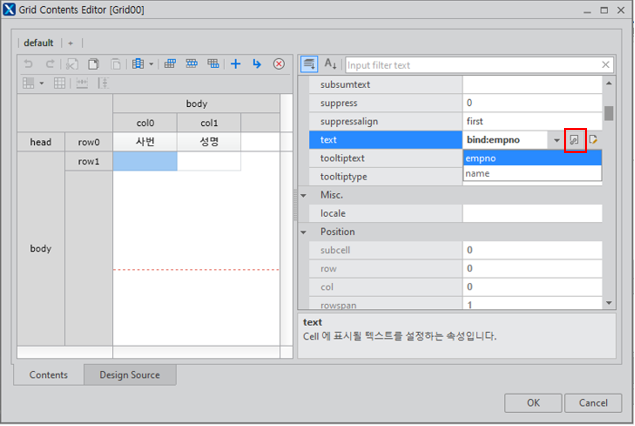 Grid Contents Editor [Grid00]
default +
Input filter text
body
col0 col1
head row0 사번 성명
row1
body
subsumtext
suppress 0
suppressalign first
text bind:empno
tooltiptext empno
tooltiptype name
Misc.
locale
Position
subcell 0
row 0
col 0
rowspan 1
text
Cell 에 표시될 텍스트를 설정하는 속성입니다.
Contents Design Source
OK Cancel